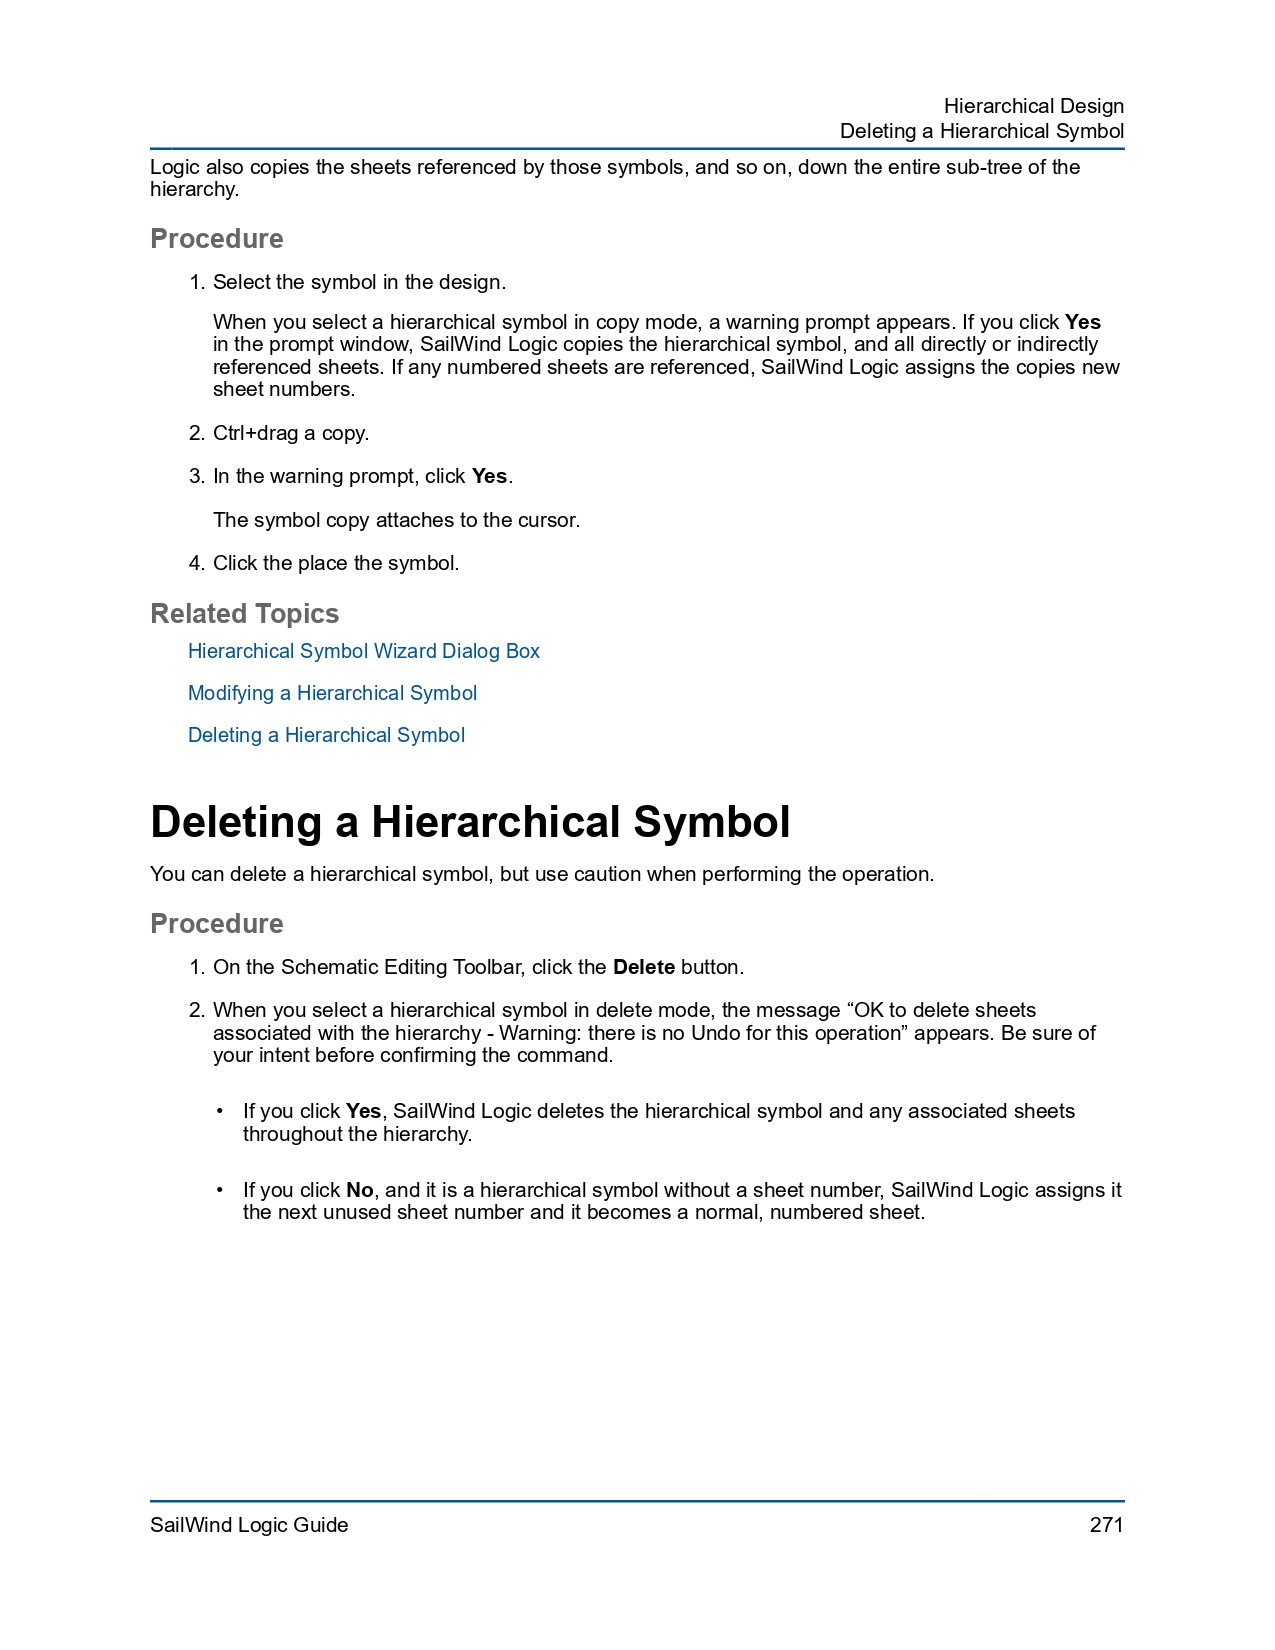 Hierarchical Design
Deleting a Hierarchical Symbol
Logic also copies the sheets referenced by those symbols, and so on, down the entire sub-tree of the
hierarchy.
Procedure
1. Select the symbol in the design.
When you select a hierarchical symbol in copy mode, a warning prompt appears. If you click Yes
in the prompt window, SailWind Logic copies the hierarchical symbol, and all directly or indirectly
referenced sheets. If any numbered sheets are referenced, SailWind Logic assigns the copies new
sheet numbers.
2. Ctrl+drag a copy.
3. In the warning prompt, click Yes.
The symbol copy attaches to the cursor.
4. Click the place the symbol.
Related Topics
Hierarchical Symbol Wizard Dialog Box
Modifying a Hierarchical Symbol
Deleting a Hierarchical Symbol
Deleting a Hierarchical Symbol
You can delete a hierarchical symbol, but use caution when performing the operation.
Procedure
1. On the Schematic Editing Toolbar, click the Delete button.
2. When you select a hierarchical symbol in delete mode, the message “OK to delete sheets
associated with the hierarchy - Warning: there is no Undo for this operation” appears. Be sure of
your intent before confirming the command.
• If you click Yes, SailWind Logic deletes the hierarchical symbol and any associated sheets
throughout the hierarchy.
• If you click No, and it is a hierarchical symbol without a sheet number, SailWind Logic assigns it
the next unused sheet number and it becomes a normal, numbered sheet.
SailWind Logic Guide
271